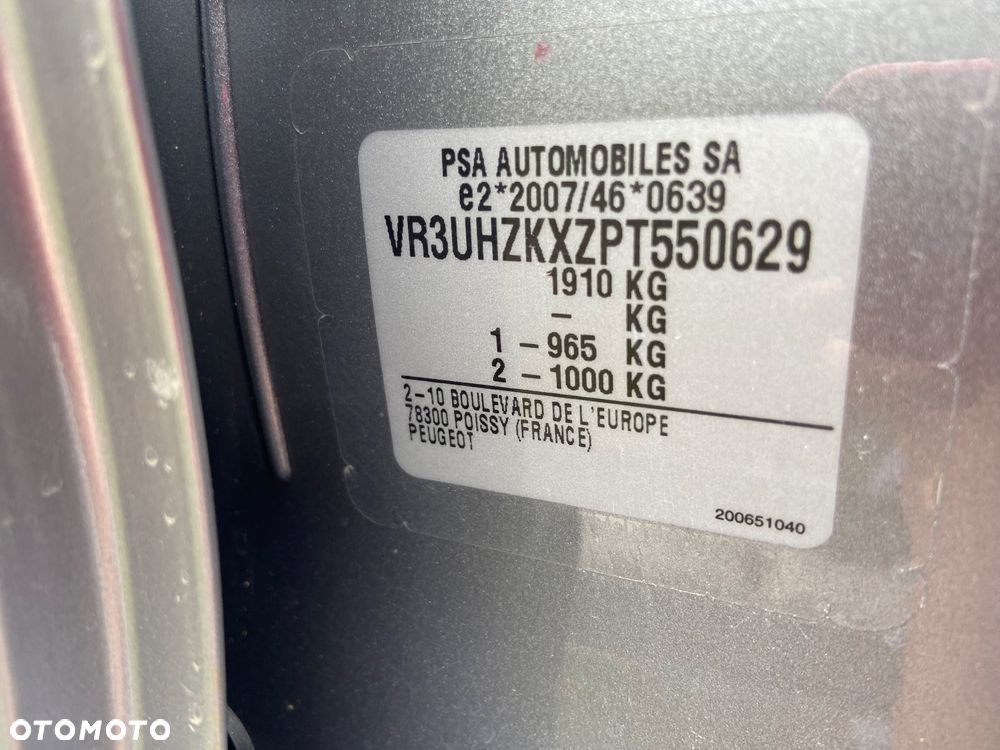 PSA AUTOMOBILES SA
e2*2007/46*0639
VR3UHZKXZPT550629
1910 KG
– KG
1 – 965 KG
2 – 1000 KG
2–10 BOULEVARD DE L'EUROPE
78300 POISSY (FRANCE)
PEUGEOT
200651040
OTOMOTO